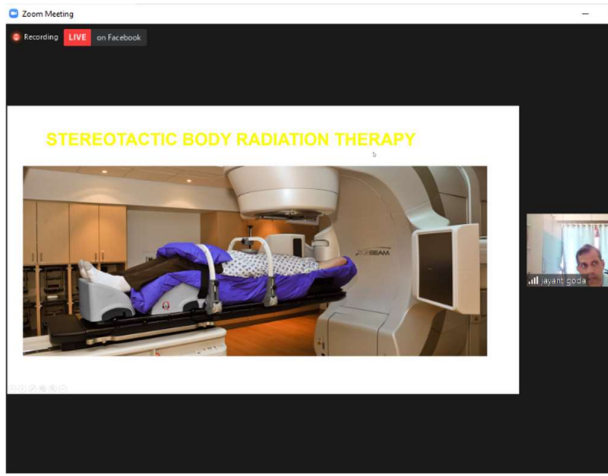 Zoom Meeting
Recording LIVE on Facebook
STEREOTACTIC BODY RADIATION THERAPY
jayant goda